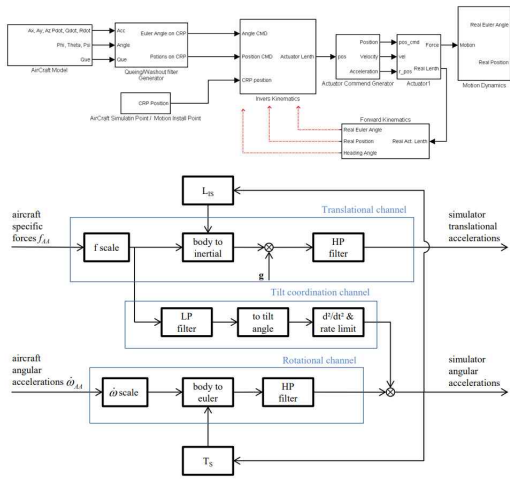 Ax, Ay, Az Pdot, Qdot, Rdot
Phi, Theta, Psi
Gue
AirCraft Model
Acc
Angle
Que
Euler Angle on CRP
Potions on CRP
Queing/Washout filter
Generator
CRP Position
AirCraft Simulatrn Point / Motion Install Point
Angle CMD
Position CMD
CRP position
Actuator Lenth
Invers Kinematics
pos
Position
Velocity
Acceleration
Actuator Commend Gnerator
pos_cmd
vel
r_pos
Force
Real Lenth
Actuator1
Motion
Real Euler Angle
Real Position
Motion Dynamics
Forward Kinematics
Real Euler Angle
Real Position
Heading Angle
Real Act. Lenth
L_IS
Translational channel
aircraft
specific
forces f_AA
f scale
body to
inertial
HP
filter
g
simulator
translational
accelerations
Tilt coordination channel
LP
filter
to tilt
angle
d²/dt² &
rate limit
Rotational channel
aircraft
angular
accelerations ω̇_AA
ω̇ scale
body to
euler
HP
filter
simulator
angular
accelerations
T_S